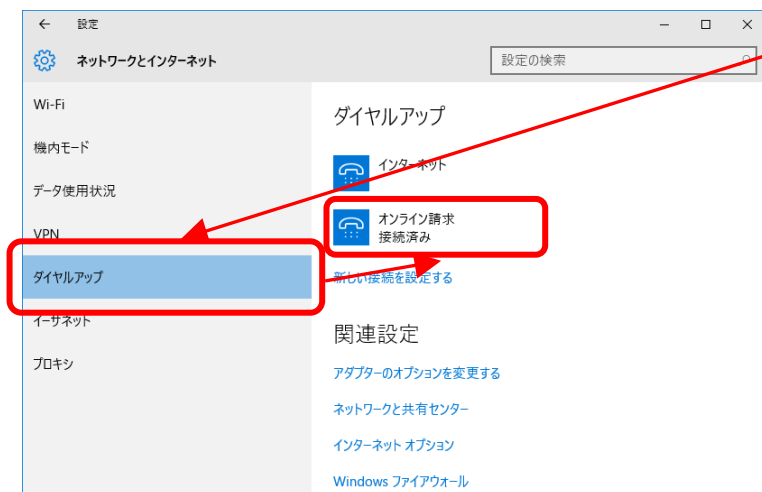 設定
ネットワークとインターネット
設定の検索
Wi-Fi
機内モード
データ使用状況
VPN
ダイヤルアップ
イーサネット
プロキシ
ダイヤルアップ
インターネット
オンライン請求
接続済み
新しい接続を設定する
関連設定
アダプターのオプションを変更する
ネットワークと共有センター
インターネット オプション
Windows ファイアウォール